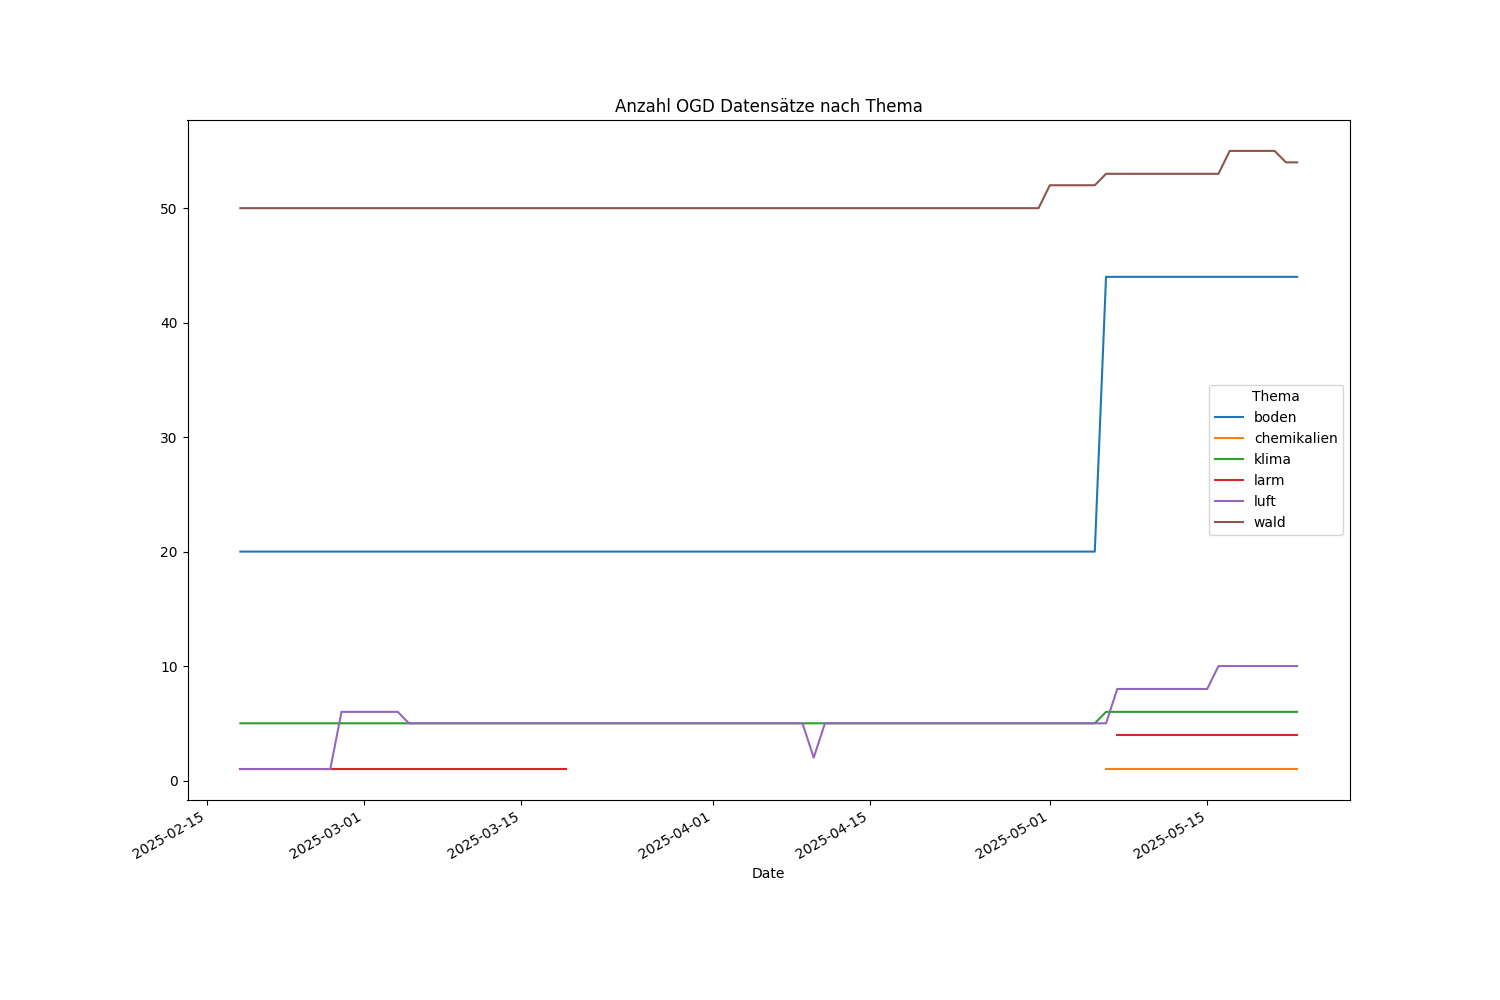 Anzahl OGD Datensätze nach Thema
50
40
30
20
10
0
Thema
boden
chemikalien
klima
larm
luft
wald
2025-02-15
2025-03-01
2025-03-15
2025-04-01
2025-04-15
2025-05-01
2025-05-15
Date